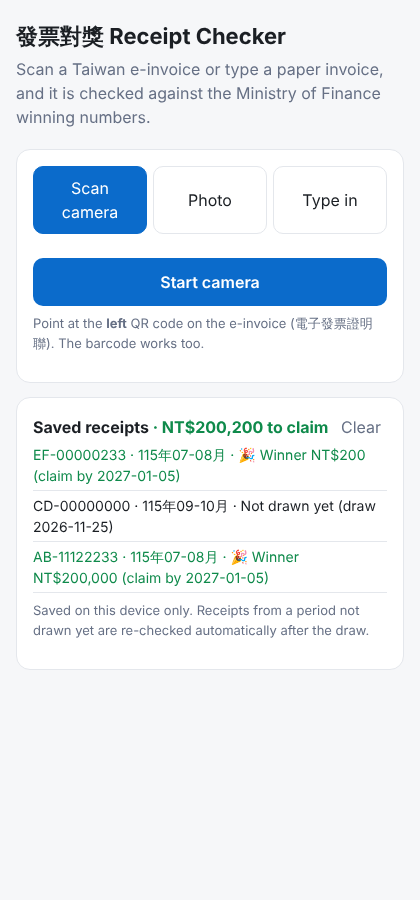 發票對獎 Receipt Checker
Scan a Taiwan e-invoice or type a paper invoice,
and it is checked against the Ministry of Finance
winning numbers.
Scan
camera
Photo
Type in
Start camera
Point at the left QR code on the e-invoice (電子發票證明
聯). The barcode works too.
Saved receipts · NT$200,200 to claim Clear
EF-00000233 · 115年07-08月 · 🎉 Winner NT$200
(claim by 2027-01-05)
CD-00000000 · 115年09-10月 · Not drawn yet (draw
2026-11-25)
AB-11122233 · 115年07-08月 · 🎉 Winner
NT$200,000 (claim by 2027-01-05)
Saved on this device only. Receipts from a period not
drawn yet are re-checked automatically after the draw.